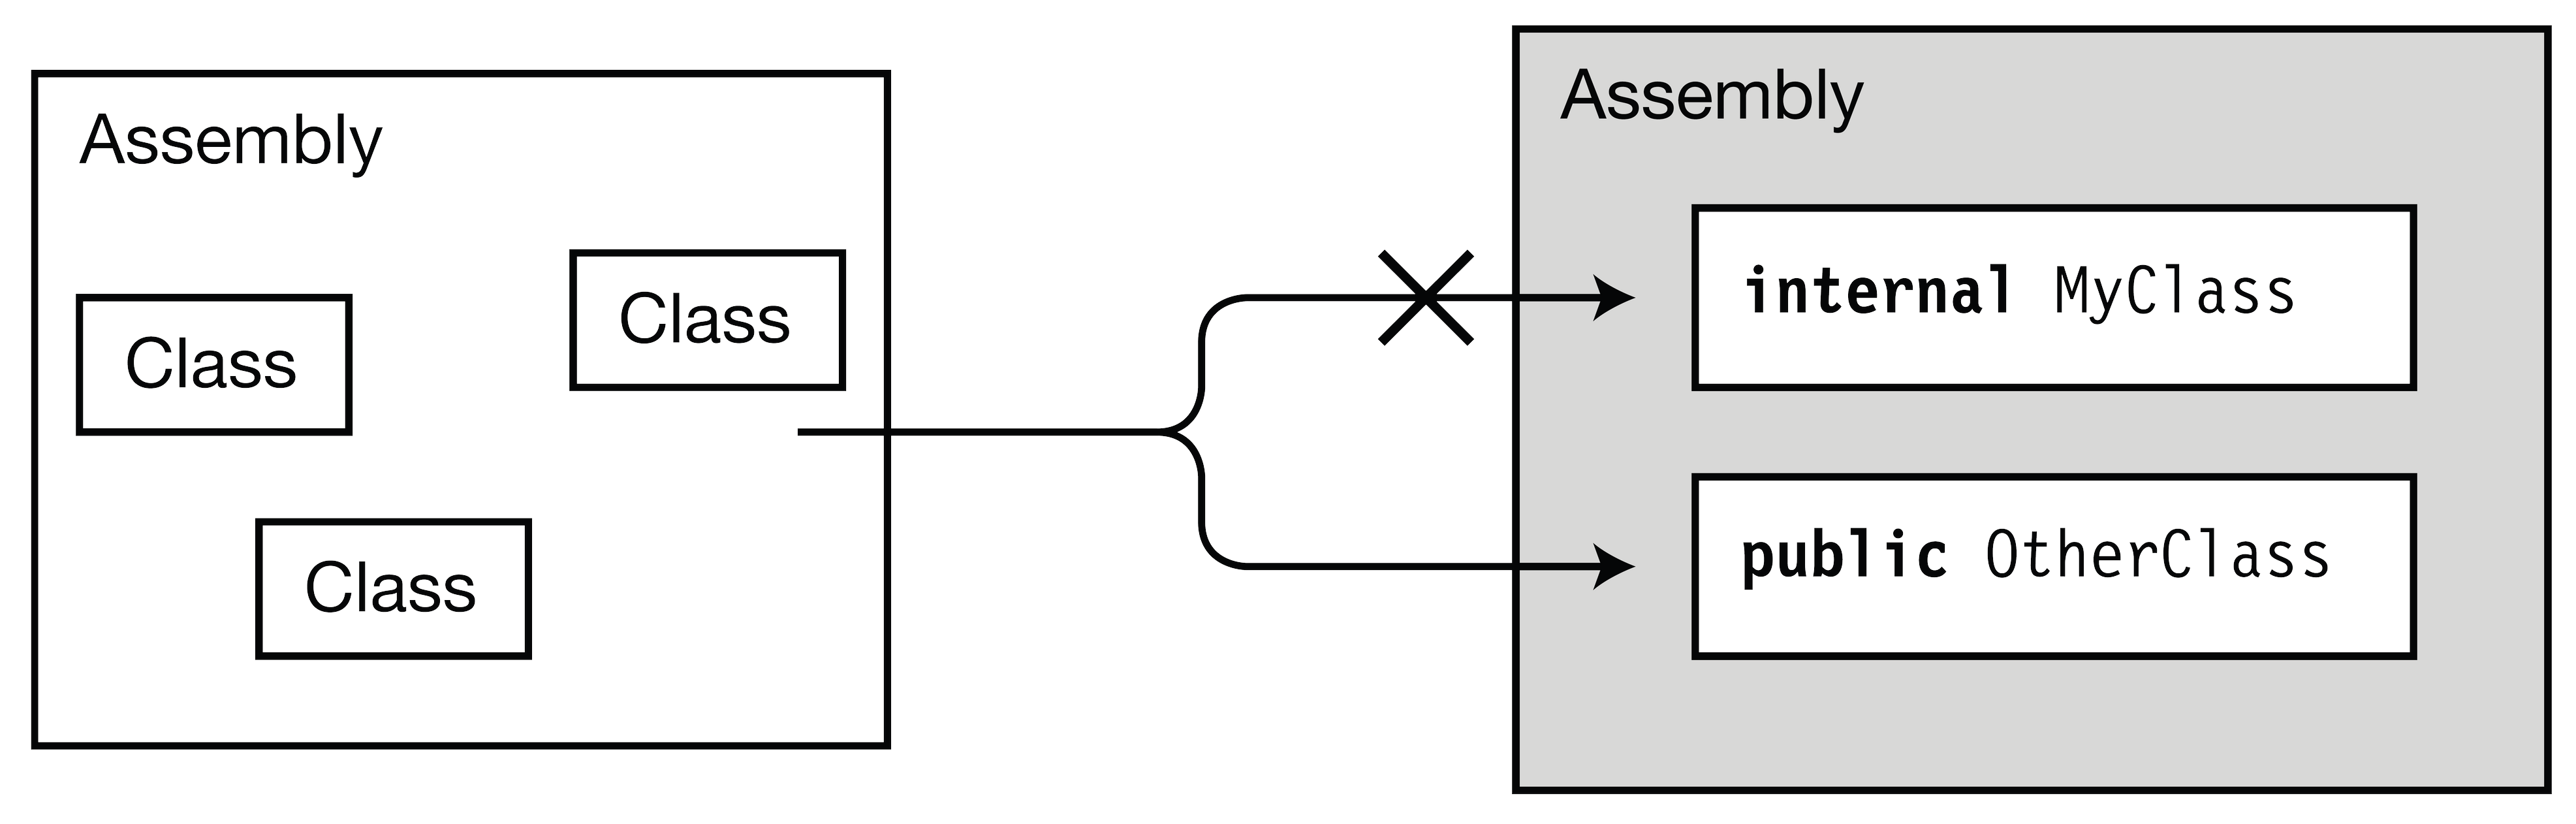 Assembly
Class
Class
Class
Assembly
internal MyClass
public OtherClass